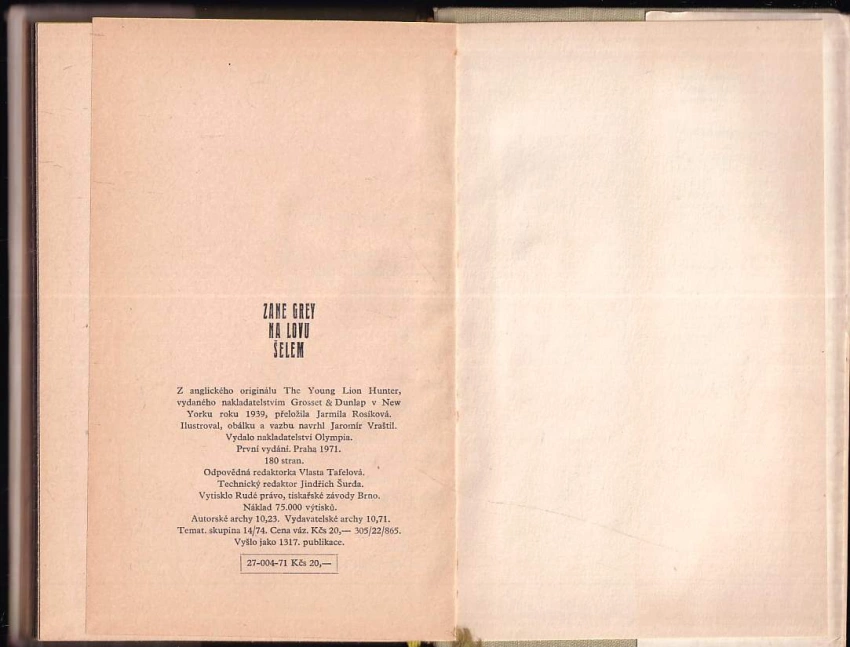 ZANE GREY
NA LOVU
ŠELEM
Z anglického originálu The Young Lion Hunter,
vydaného nakladatelstvím Grosset & Dunlap v New
Yorku roku 1939, přeložila Jarmila Rosíková.
Ilustroval, obálku a vazbu navrhl Jaromír Vraštil.
Vydalo nakladatelství Olympia.
První vydání. Praha 1971.
180 stran.
Odpovědná redaktorka Vlasta Tafelová.
Technický redaktor Jindřich Šurda.
Vytisklo Rudé právo, tiskařské závody Brno.
Náklad 75.000 výtisků.
Autorské archy 10,23. Vydavatelské archy 10,71.
Temat. skupina 14/74. Cena váz. Kčs 20,— 305/22/865.
Vyšlo jako 1317. publikace.
27-004-71 Kčs 20,—